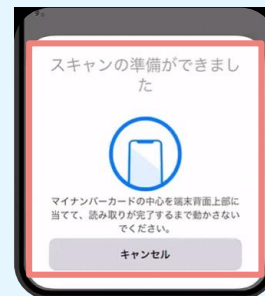 スキャンの準備ができまし
た
マイナンバーカードの中心を端末背面上部に
当てて、読み取りが完了するまで動かさない
でください。
キャンセル